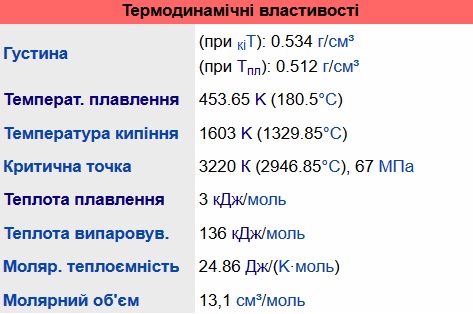 Термодинамічні властивості
Густина
(при кіТ): 0.534 г/см³
(при Тпл): 0.512 г/см³
Температ. плавлення 453.65 K (180.5°C)
Температура кипіння 1603 K (1329.85°C)
Критична точка 3220 K (2946.85°C), 67 МПа
Теплота плавлення 3 кДж/моль
Теплота випаровув. 136 кДж/моль
Моляр. теплоємність 24.86 Дж/(K·моль)
Молярний об'єм 13,1 см³/моль